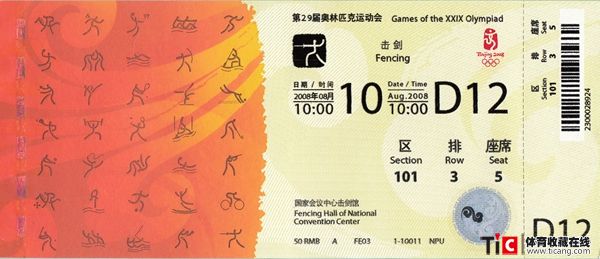 第29届奥林匹克运动会 Games of the XXIX Olympiad
击剑
Fencing
Beijing 2008
日期 / 时间
2008年08月
10:00
10
Date / Time
Aug.2008
10:00
D12
区 排 座席
Section Row Seat
101 3 5
国家会议中心击剑馆
Fencing Hall of National
Convention Center
50 RMB A FE03 1-10011 NPU
区 排 座席
Section Row Seat
101 3 5
2300028924
D12
TiC 体育收藏在线
www.ticang.com